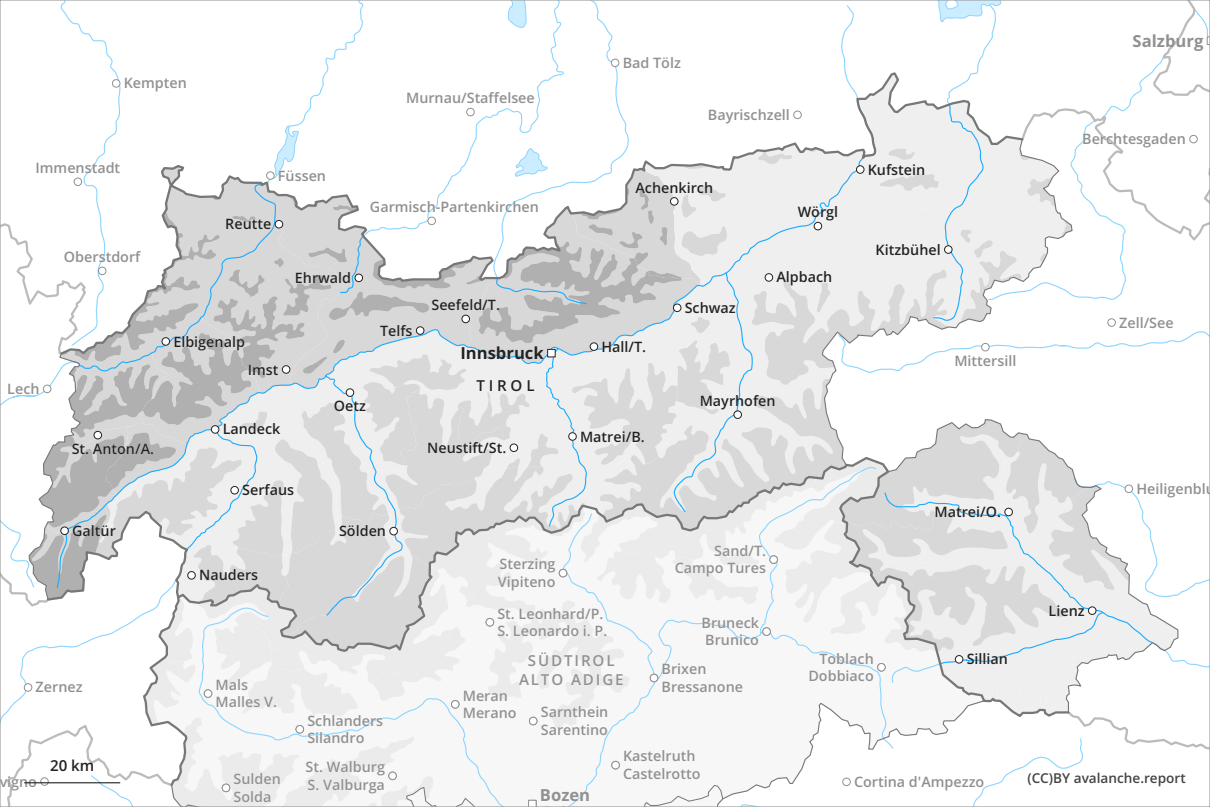 Salzburg
Bad Tölz
Kempten
Murnau/Staffelsee
Bayrischzell
Berchtesgaden
Immenstadt
Füssen
Kufstein
Achenkirch
Garmisch-Partenkirchen
Wörgl
Reutte
Kitzbühel
Oberstdorf
Ehrwald
Alpbach
Seefeld/T.
Schwaz
Telfs
Zell/See
Elbigenalp
Innsbruck
Hall/T.
Mittersill
Imst
TIROL
Lech
Oetz
Mayrhofen
Landeck
Matrei/B.
St. Anton/A.
Neustift/St.
Serfaus
Heiligenblu
Matrei/O.
Galtür
Sölden
Sand/T.
Campo Tures
Sterzing
Vipiteno
Nauders
Lienz
St. Leonhard/P.
S. Leonardo i. P.
Bruneck
Brunico
SÜDTIROL
ALTO ADIGE
Toblach
Dobbiaco
Sillian
Brixen
Bressanone
Zernez
Mals
Malles V.
Meran
Merano
Sarnthein
Sarentino
Schlanders
Silandro
Kastelruth
Castelrotto
20 km
St. Walburg
S. Valburga
vigno
Sulden
Solda
Cortina d'Ampezzo
(CC)BY avalanche.report
Bozen